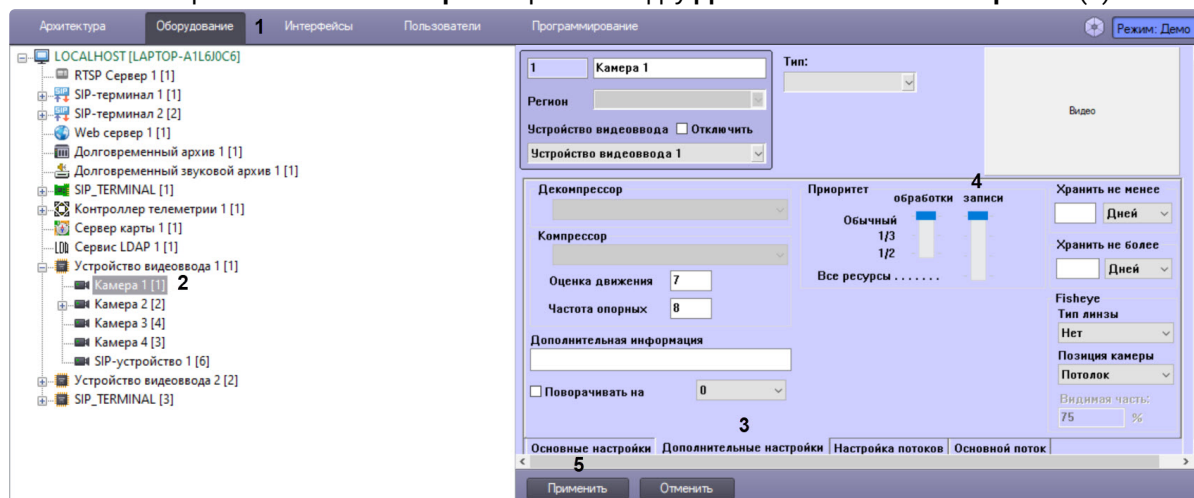 Архитектура Оборудование 1 Интерфейсы Пользователи Программирование Режим: Демо
LOCALHOST [LAPTOP-A1L6J0C6]
RTSP Сервер 1 [1]
SIP-терминал 1 [1]
SIP-терминал 2 [2]
Web сервер 1 [1]
Долговременный архив 1 [1]
Долговременный звуковой архив 1 [1]
SIP_TERMINAL [1]
Контроллер телеметрии 1 [1]
Сервер карты 1 [1]
Сервис LDAP 1 [1]
Устройство видеоввода 1 [1]
Камера 1 [1] 2
Камера 2 [2]
Камера 3 [4]
Камера 4 [3]
SIP-устройство 1 [6]
Устройство видеоввода 2 [2]
SIP_TERMINAL [3]
1 Камера 1
Регион
Устройство видеоввода Отключить
Устройство видеоввода 1
Тип:
Видео
Декомпрессор
Компрессор
Оценка движения 7
Частота опорных 8
Дополнительная информация
Поворачивать на 0
Приоритет 4
обработки записи
Обычный
1/3
1/2
Все ресурсы . . . . . . .
Хранить не менее
Дней
Хранить не более
Дней
Fisheye
Тип линзы
Нет
Позиция камеры
Потолок
Видимая часть:
75 %
3
Основные настройки Дополнительные настройки Настройка потоков Основной поток
5
Применить Отменить